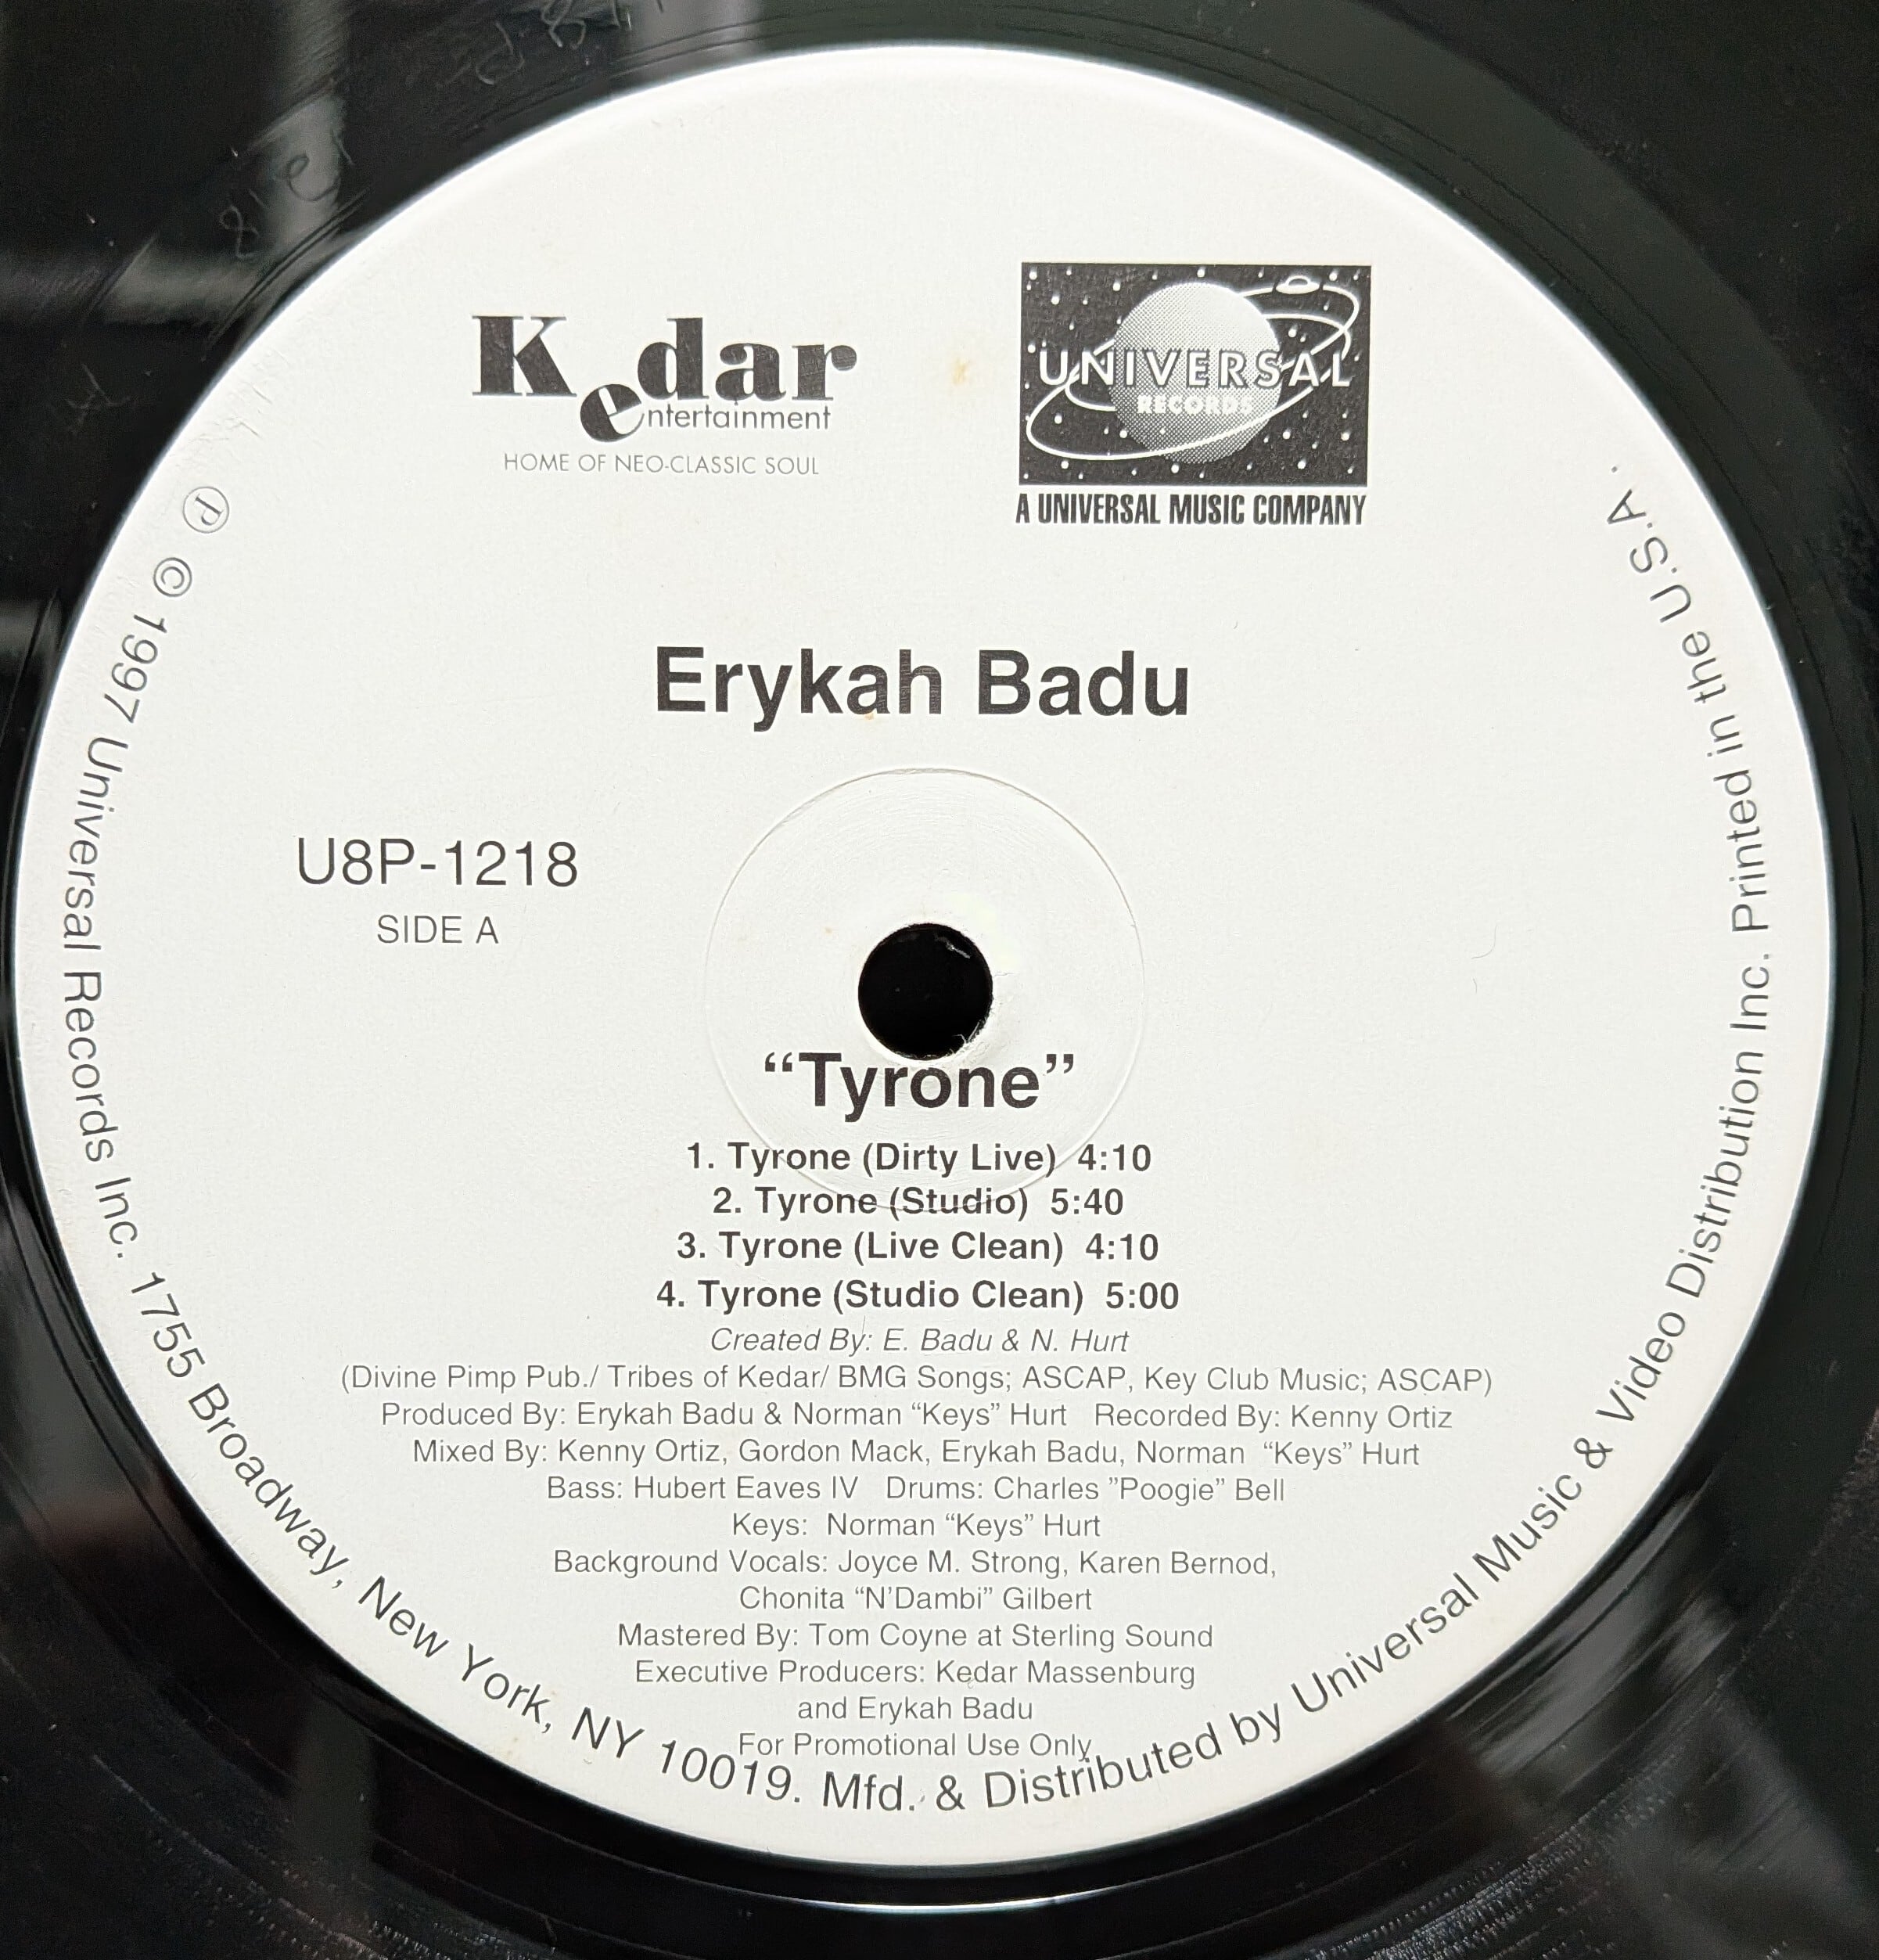 Kedar
entertainment
HOME OF NEO-CLASSIC SOUL
UNIVERSAL
RECORDS
A UNIVERSAL MUSIC COMPANY
Erykah Badu
U8P-1218
SIDE A
“Tyrone”
1. Tyrone (Dirty Live) 4:10
2. Tyrone (Studio) 5:40
3. Tyrone (Live Clean) 4:10
4. Tyrone (Studio Clean) 5:00
Created By: E. Badu & N. Hurt
(Divine Pimp Pub./ Tribes of Kedar/ BMG Songs; ASCAP, Key Club Music; ASCAP)
Produced By: Erykah Badu & Norman “Keys” Hurt Recorded By: Kenny Ortiz
Mixed By: Kenny Ortiz, Gordon Mack, Erykah Badu, Norman “Keys” Hurt
Bass: Hubert Eaves IV Drums: Charles ”Poogie” Bell
Keys: Norman “Keys” Hurt
Background Vocals: Joyce M. Strong, Karen Bernod,
Chonita “N’Dambi” Gilbert
Mastered By: Tom Coyne at Sterling Sound
Executive Producers: Kedar Massenburg
and Erykah Badu
For Promotional Use Only
℗ © 1997 Universal Records Inc. 1755 Broadway, New York, NY 10019. Mfd. & Distributed by Universal Music & Video Distribution Inc. Printed in the U.S.A.